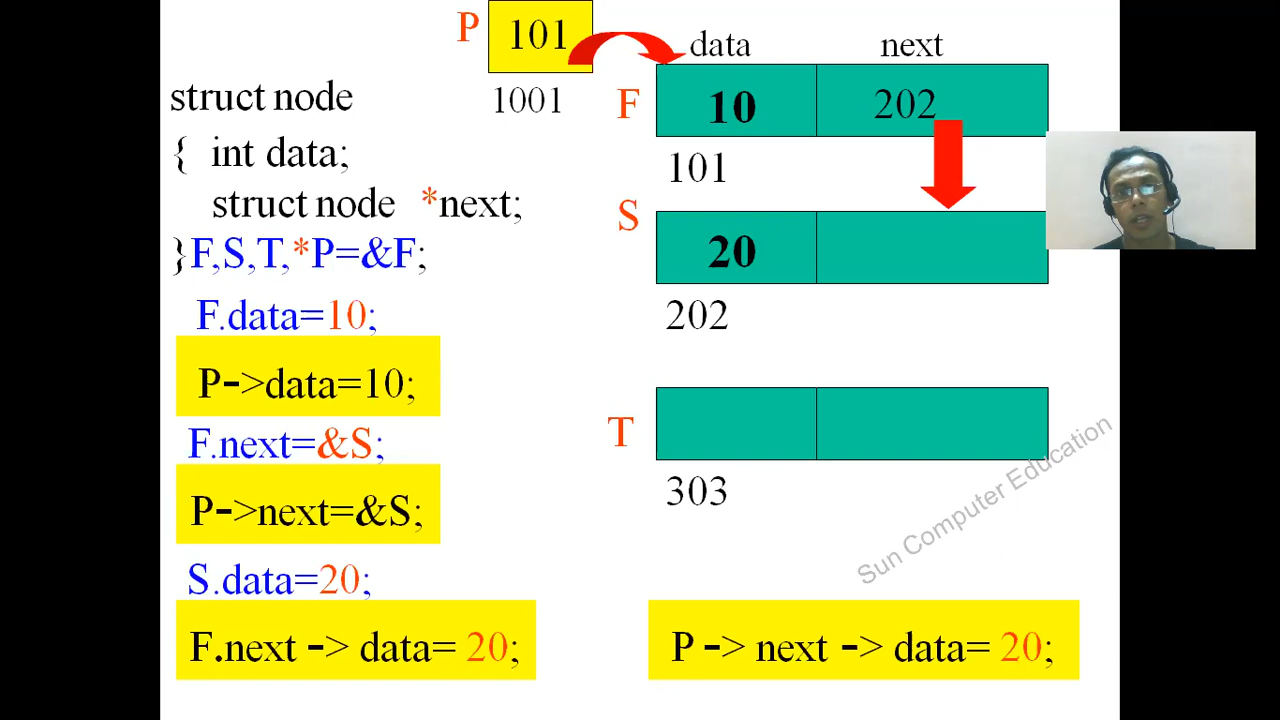 P 101
1001
data next
struct node
{ int data;
struct node *next;
}F,S,T,*P=&F;
F.data=10;
P->data=10;
F.next=&S;
P->next=&S;
S.data=20;
F.next -> data= 20;
F 10 202
101
S 20
202
T
303
P -> next -> data= 20;
Sun Computer Education